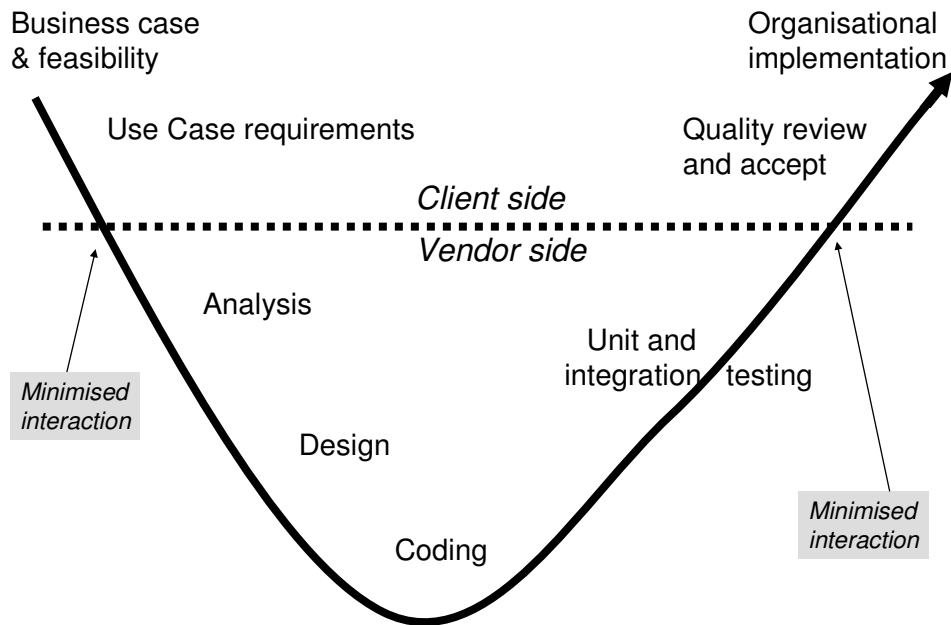 Business case
& feasibility
Organisational
implementation
Use Case requirements
Quality review
and accept
Client side
Vendor side
Analysis
Unit and
integration testing
Minimised
interaction
Design
Minimised
interaction
Coding